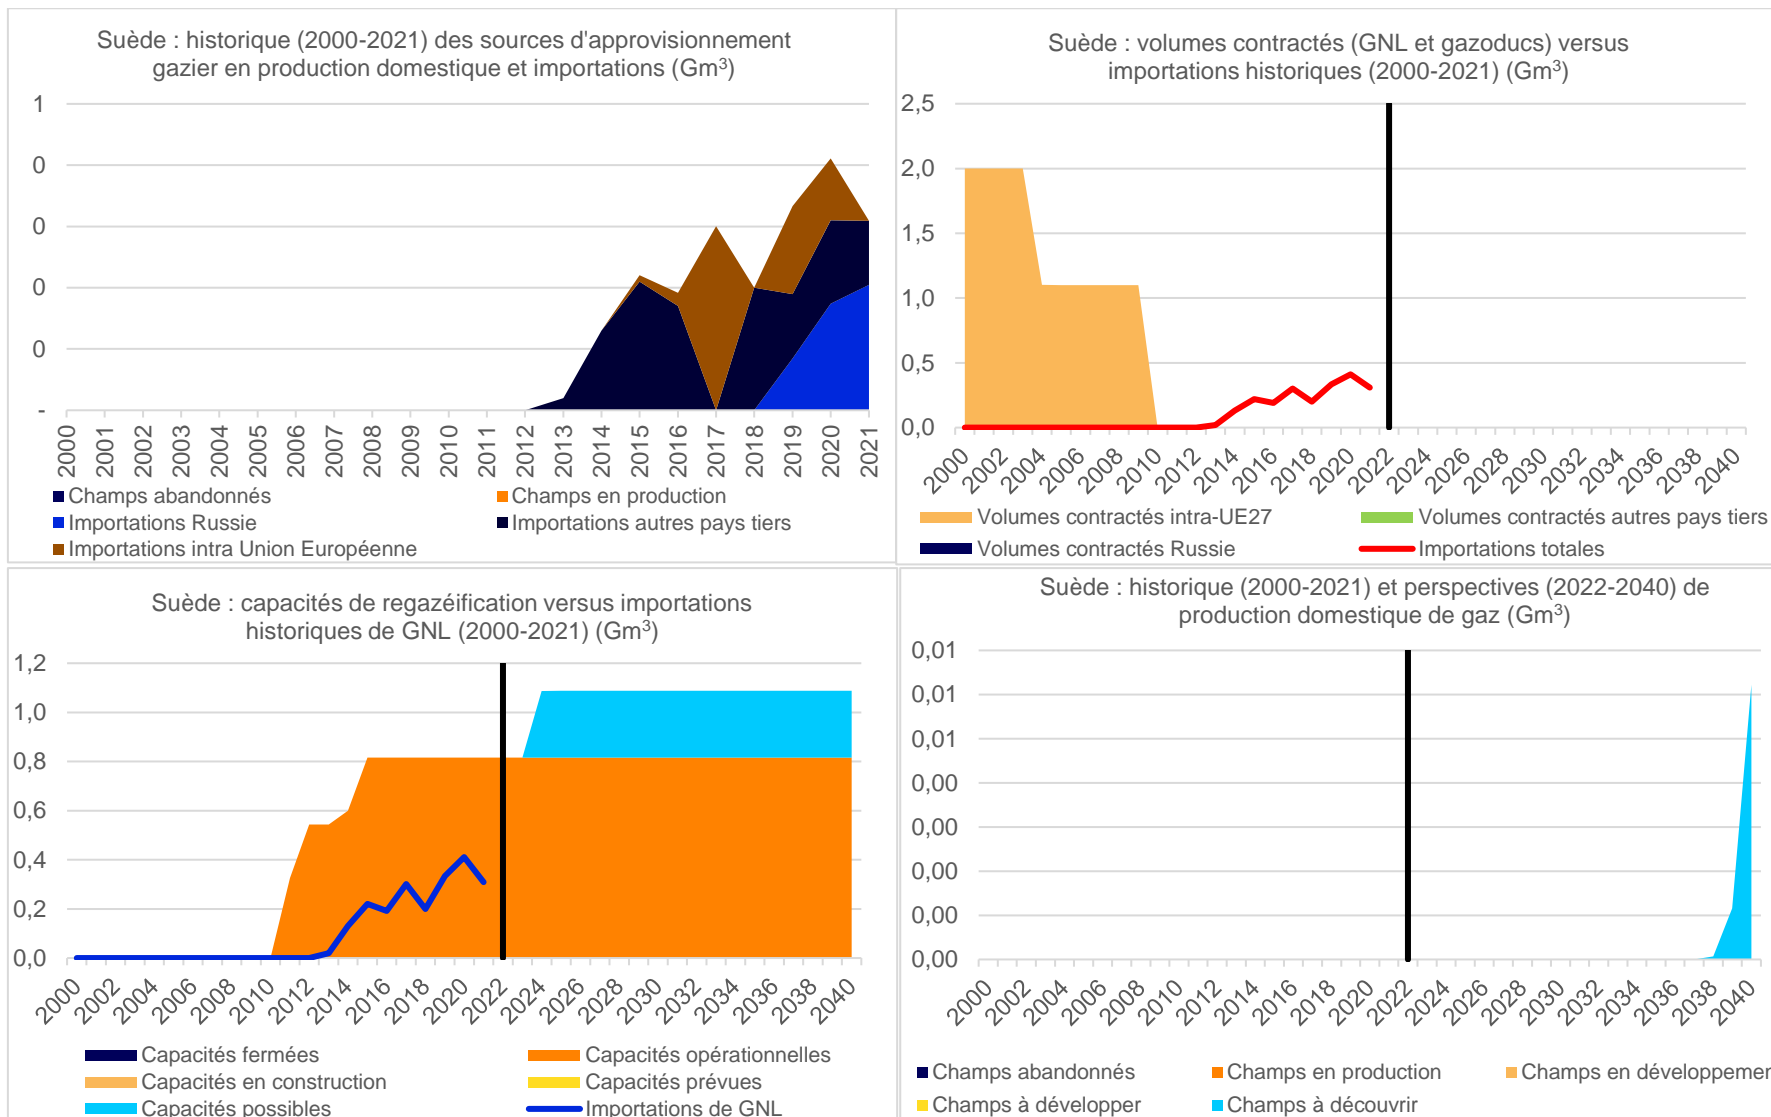 Suède : historique (2000-2021) des sources d'approvisionnement
gazier en production domestique et importations (Gm³)
1
0
0
0
0
-
2000 2001 2002 2003 2004 2005 2006 2007 2008 2009 2010 2011 2012 2013 2014 2015 2016 2017 2018 2019 2020 2021
Champs abandonnés Champs en production
Importations Russie Importations autres pays tiers
Importations intra Union Européenne
Suède : volumes contractés (GNL et gazoducs) versus
importations historiques (2000-2021) (Gm³)
2,5
2,0
1,5
1,0
0,5
0,0
2000 2002 2004 2006 2008 2010 2012 2014 2016 2018 2020 2022 2024 2026 2028 2030 2032 2034 2036 2038 2040
Volumes contractés intra-UE27 Volumes contractés autres pays tiers
Volumes contractés Russie Importations totales
Suède : capacités de regazéification versus importations
historiques de GNL (2000-2021) (Gm³)
1,2
1,0
0,8
0,6
0,4
0,2
0,0
2000 2002 2004 2006 2008 2010 2012 2014 2016 2018 2020 2022 2024 2026 2028 2030 2032 2034 2036 2038 2040
Capacités fermées Capacités opérationnelles
Capacités en construction Capacités prévues
Capacités possibles Importations de GNL
Suède : historique (2000-2021) et perspectives (2022-2040) de
production domestique de gaz (Gm³)
0,01
0,01
0,01
0,00
0,00
0,00
0,00
0,00
2000 2002 2004 2006 2008 2010 2012 2014 2016 2018 2020 2022 2024 2026 2028 2030 2032 2034 2036 2038 2040
Champs abandonnés Champs en production Champs en développemen
Champs à développer Champs à découvrir